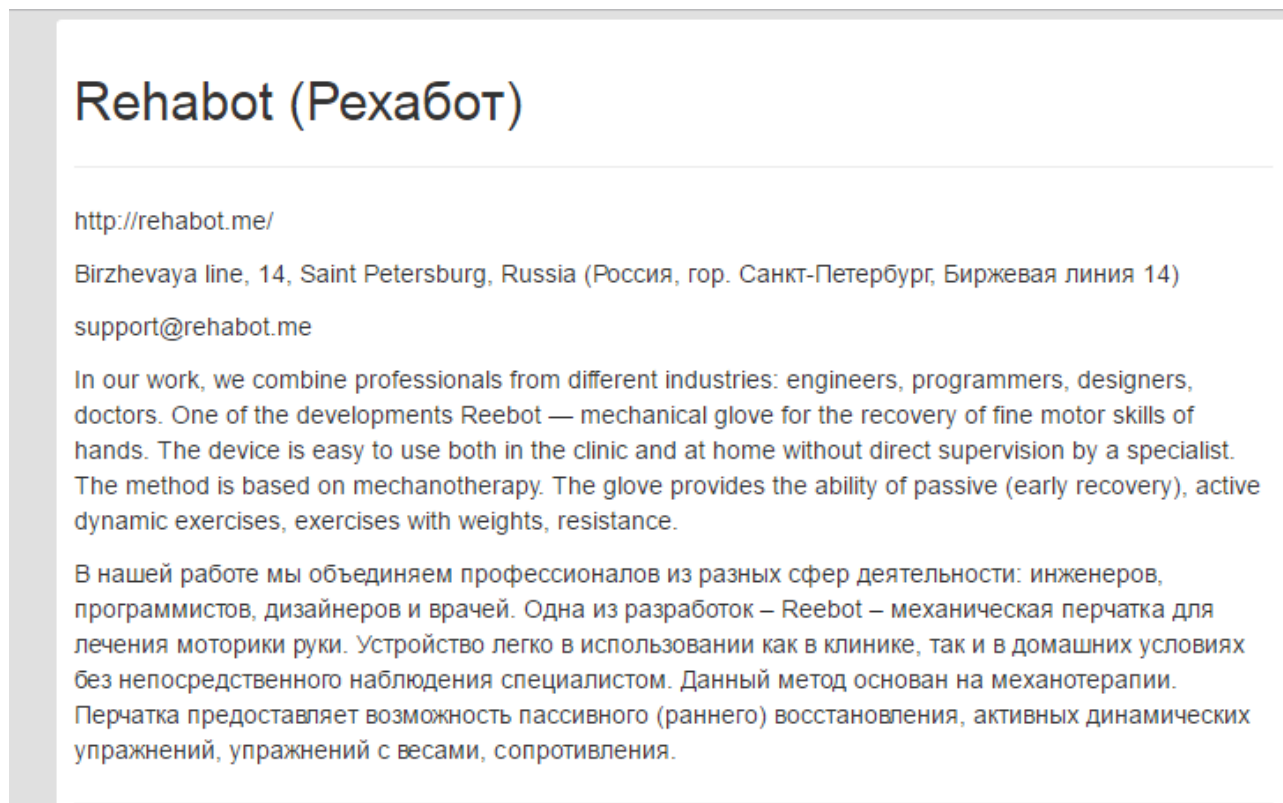 Rehabot (Рехабот)
http://rehabot.me/
Birzhevaya line, 14, Saint Petersburg, Russia (Россия, гор. Санкт-Петербург, Биржевая линия 14)
support@rehabot.me
In our work, we combine professionals from different industries: engineers, programmers, designers,
doctors. One of the developments Reebot — mechanical glove for the recovery of fine motor skills of
hands. The device is easy to use both in the clinic and at home without direct supervision by a specialist.
The method is based on mechanotherapy. The glove provides the ability of passive (early recovery), active
dynamic exercises, exercises with weights, resistance.
В нашей работе мы объединяем профессионалов из разных сфер деятельности: инженеров,
программистов, дизайнеров и врачей. Одна из разработок – Reebot – механическая перчатка для
лечения моторики руки. Устройство легко в использовании как в клинике, так и в домашних условиях
без непосредственного наблюдения специалистом. Данный метод основан на механотерапии.
Перчатка предоставляет возможность пассивного (раннего) восстановления, активных динамических
упражнений, упражнений с весами, сопротивления.